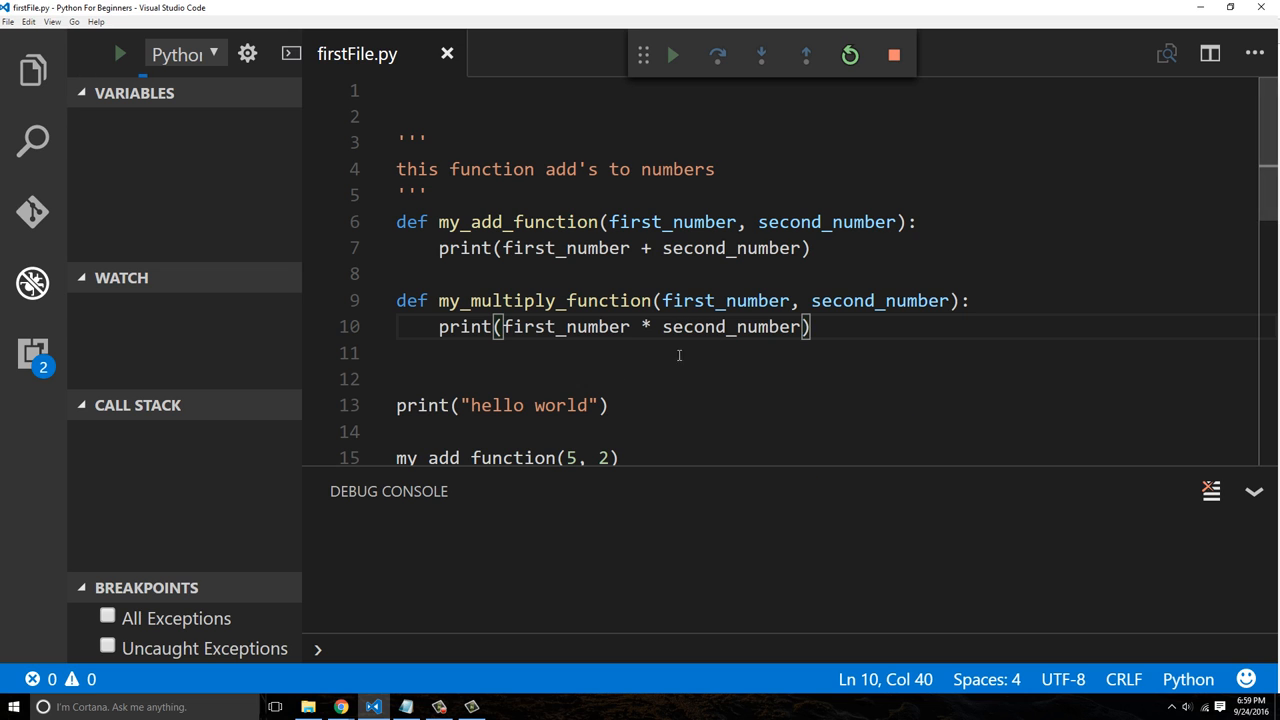 firstFile.py - Python For Beginners - Visual Studio Code
File Edit View Go Help
Pythor
firstFile.py
VARIABLES
WATCH
CALL STACK
BREAKPOINTS
All Exceptions
Uncaught Exceptions
2
1
2
3 '''
4 this function add's to numbers
5 '''
6 def my_add_function(first_number, second_number):
7 print(first_number + second_number)
8
9 def my_multiply_function(first_number, second_number):
10 print(first_number * second_number)
11
12
13 print("hello world")
14
15 my_add_function(5, 2)
DEBUG CONSOLE
0 0
Ln 10, Col 40 Spaces: 4 UTF-8 CRLF Python
I'm Cortana. Ask me anything.
6:59 PM
9/24/2016